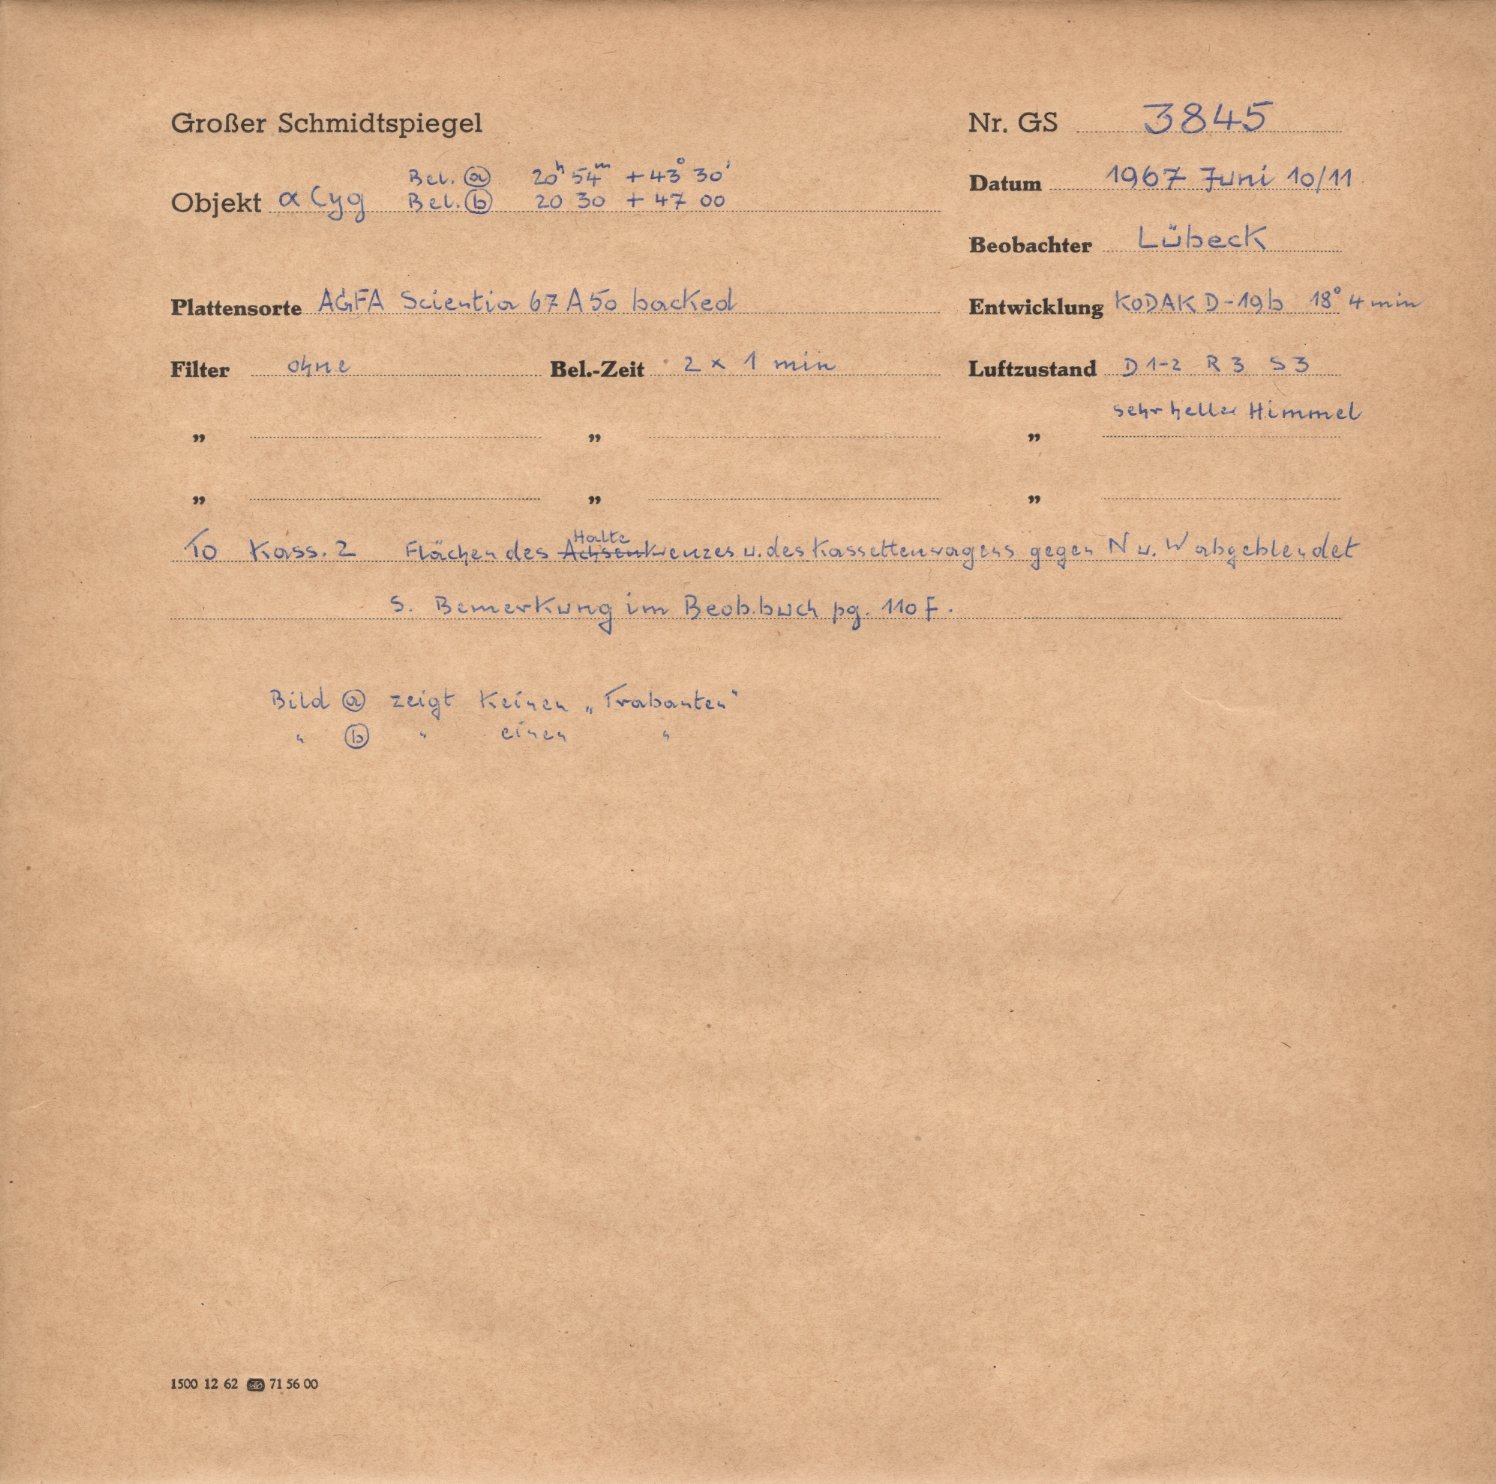 Großer Schmidtspiegel
Nr. GS 3845
Bel. ⓐ 20ʰ 54ᵐ + 43° 30'
Objekt α Cyg Bel. ⓑ 20 30 + 47 00
Datum 1967 Juni 10/11
Beobachter Lübeck
Plattensorte AGFA Scientia 67 A 50 backed
Entwicklung KODAK D-19b 18° 4 min
Filter ohne Bel.-Zeit 2 x 1 min Luftzustand D 1-2 R 3 S 3
sehr heller Himmel
„ „ „
„ „ „
Halte
To Kass. 2 Flächen des Achsenkreuzes u. des Kassettenwagens gegen N u. W abgeblendet
s. Bemerkung im Beob.buch pg. 110 f.
Bild ⓐ zeigt keinen „Trabanten"
" ⓑ " einen "
1500 12 62 71 56 00